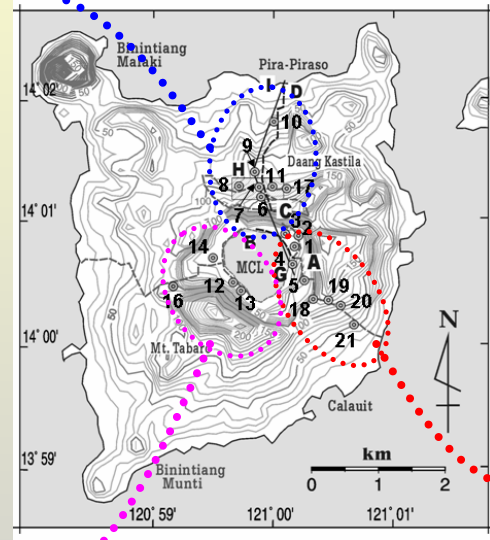 Binintiang
Malaki
Pira-Piraso
14° 02'
I
D
10
9
Daang Kastila
H
8
11
17
7
6
14° 01'
100
C
3
2
B
1
14
MCL
4
A
G
5
12
19
16
13
18
20
14° 00'
21
N
Mt. Tabaro
50
Calauit
13° 59'
Binintiang
Munti
km
0
1
2
120° 59'
121° 00'
121° 01'